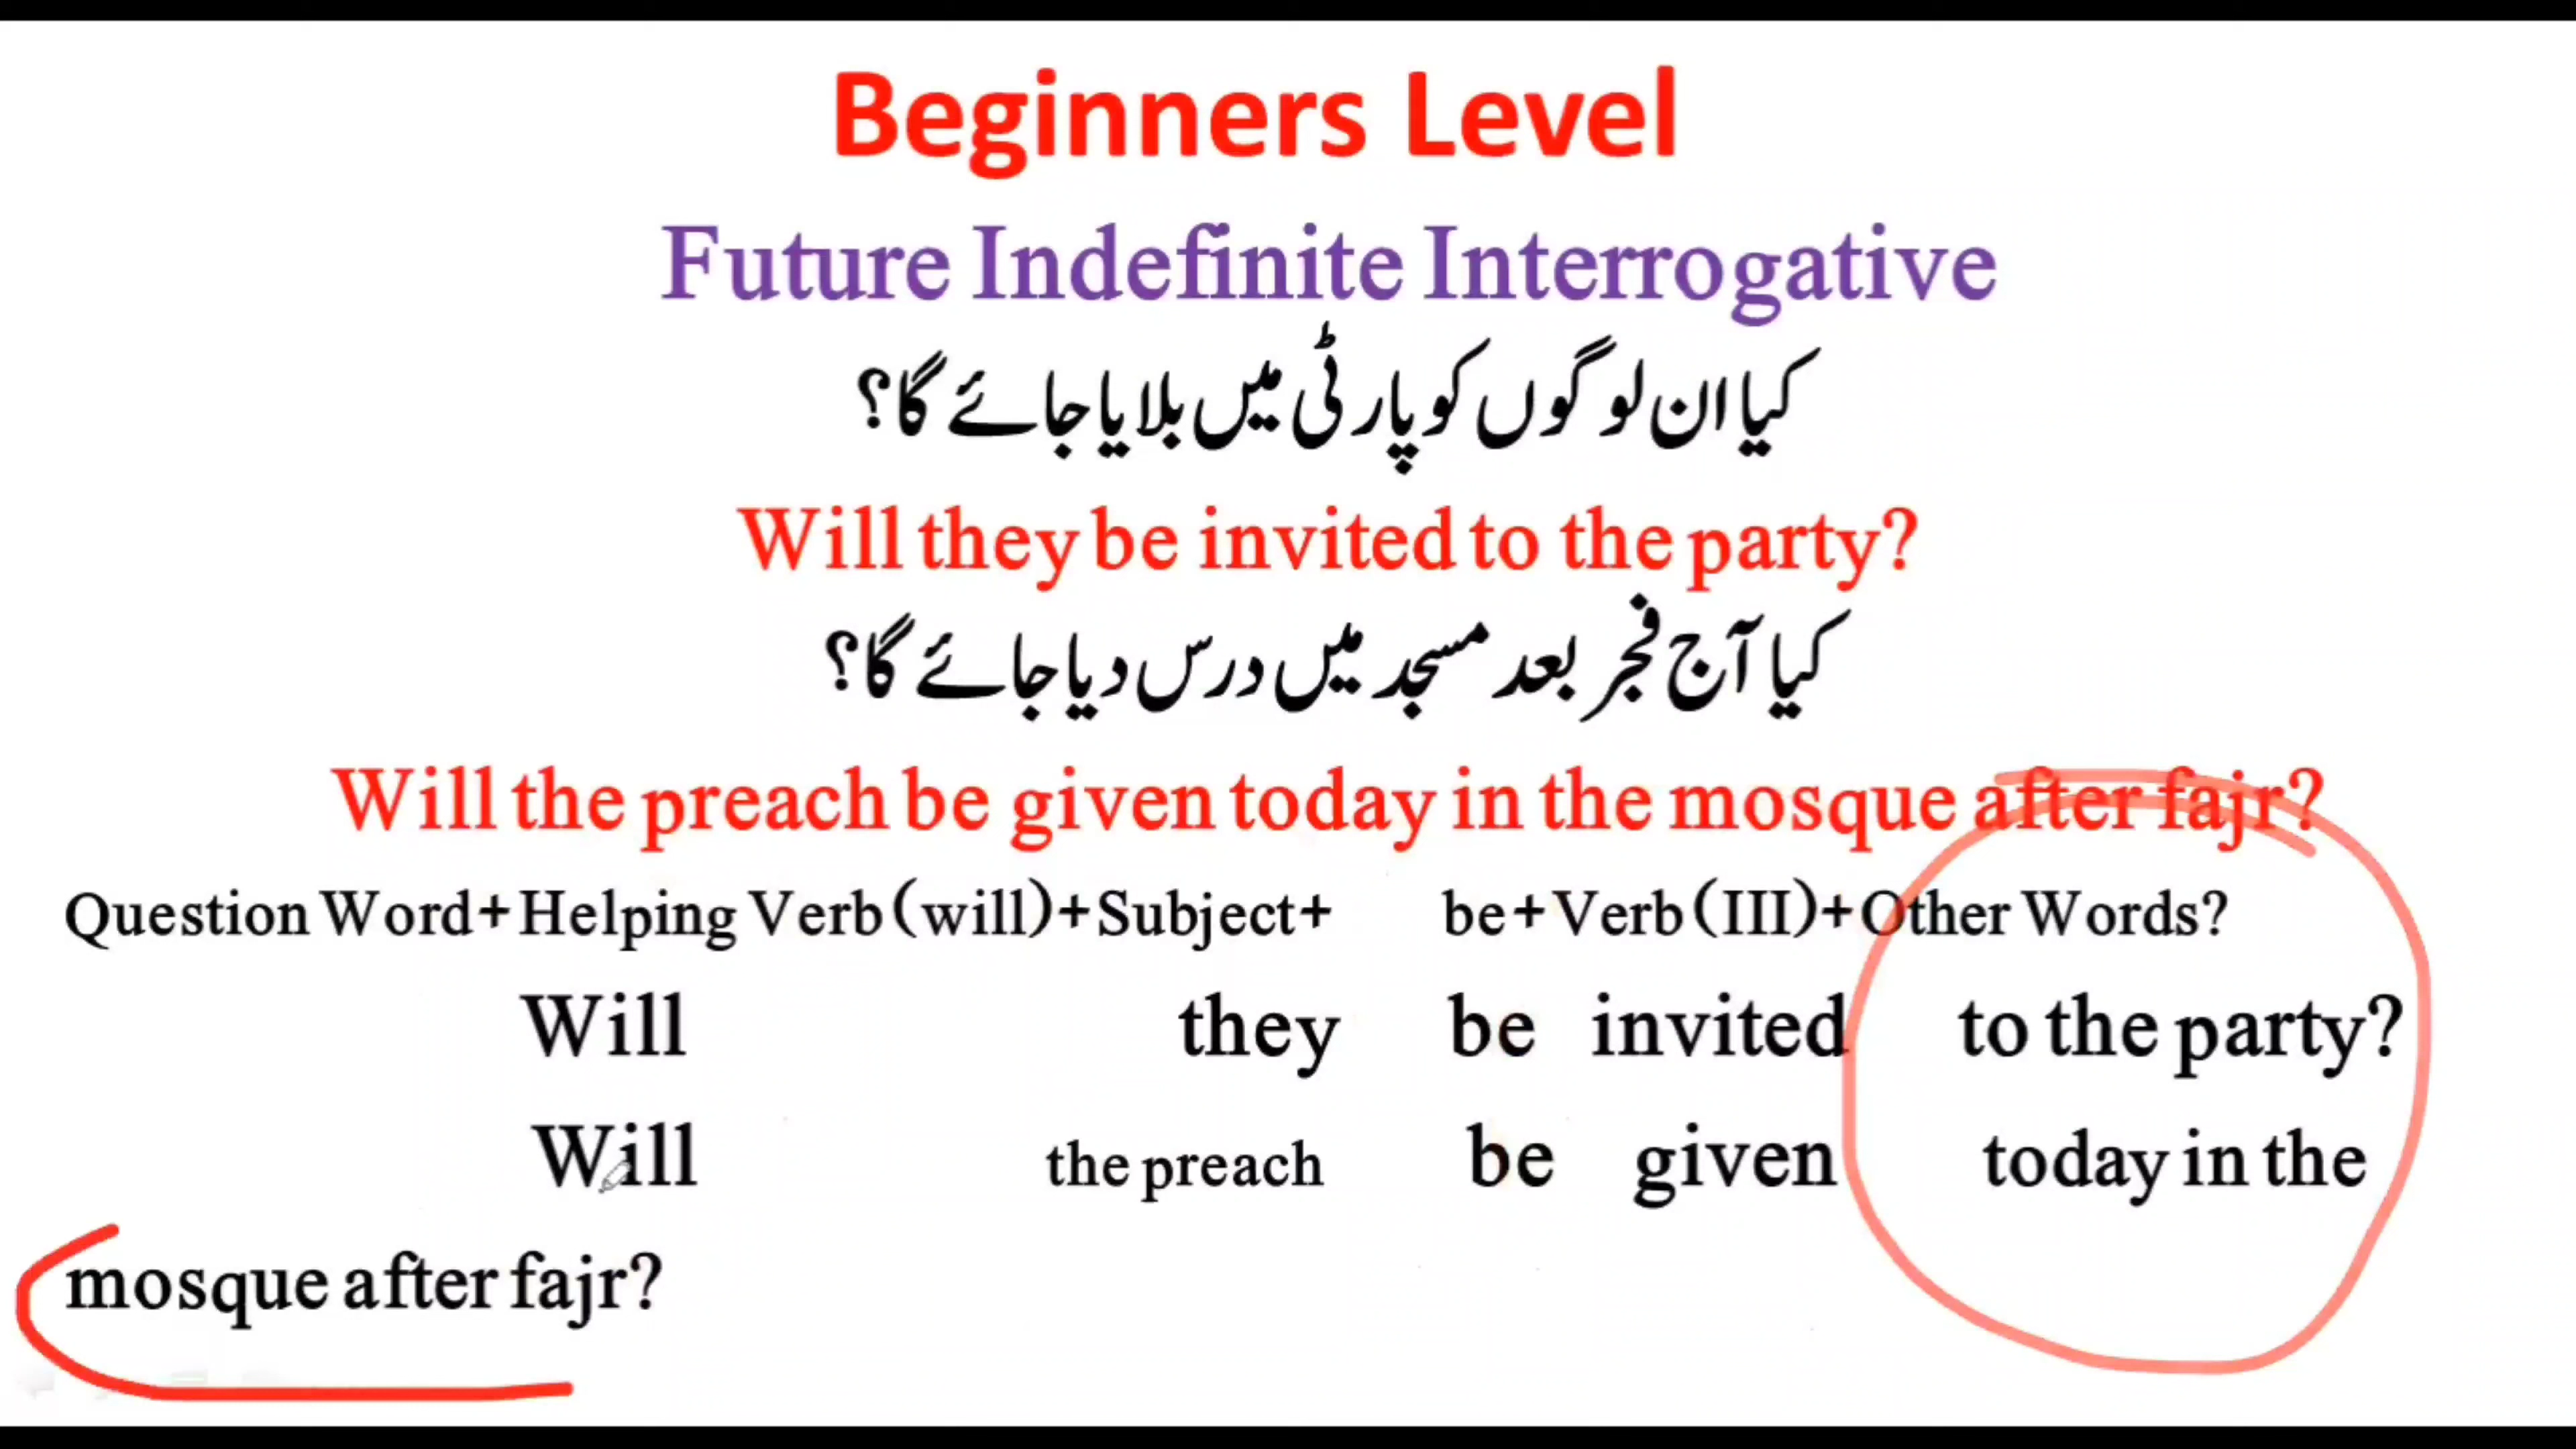 Beginners Level
Future Indefinite Interrogative
کیا ان لوگوں کو پارٹی میں بلایا جائے گا؟
Will they be invited to the party?
کیا آج فجر بعد مسجد میں درس دیا جائے گا؟
Will the preach be given today in the mosque after fajr?
Question Word+Helping Verb(will)+Subject+ be+Verb(III)+Other Words?
Will they be invited to the party?
Will the preach be given today in the
mosque after fajr?